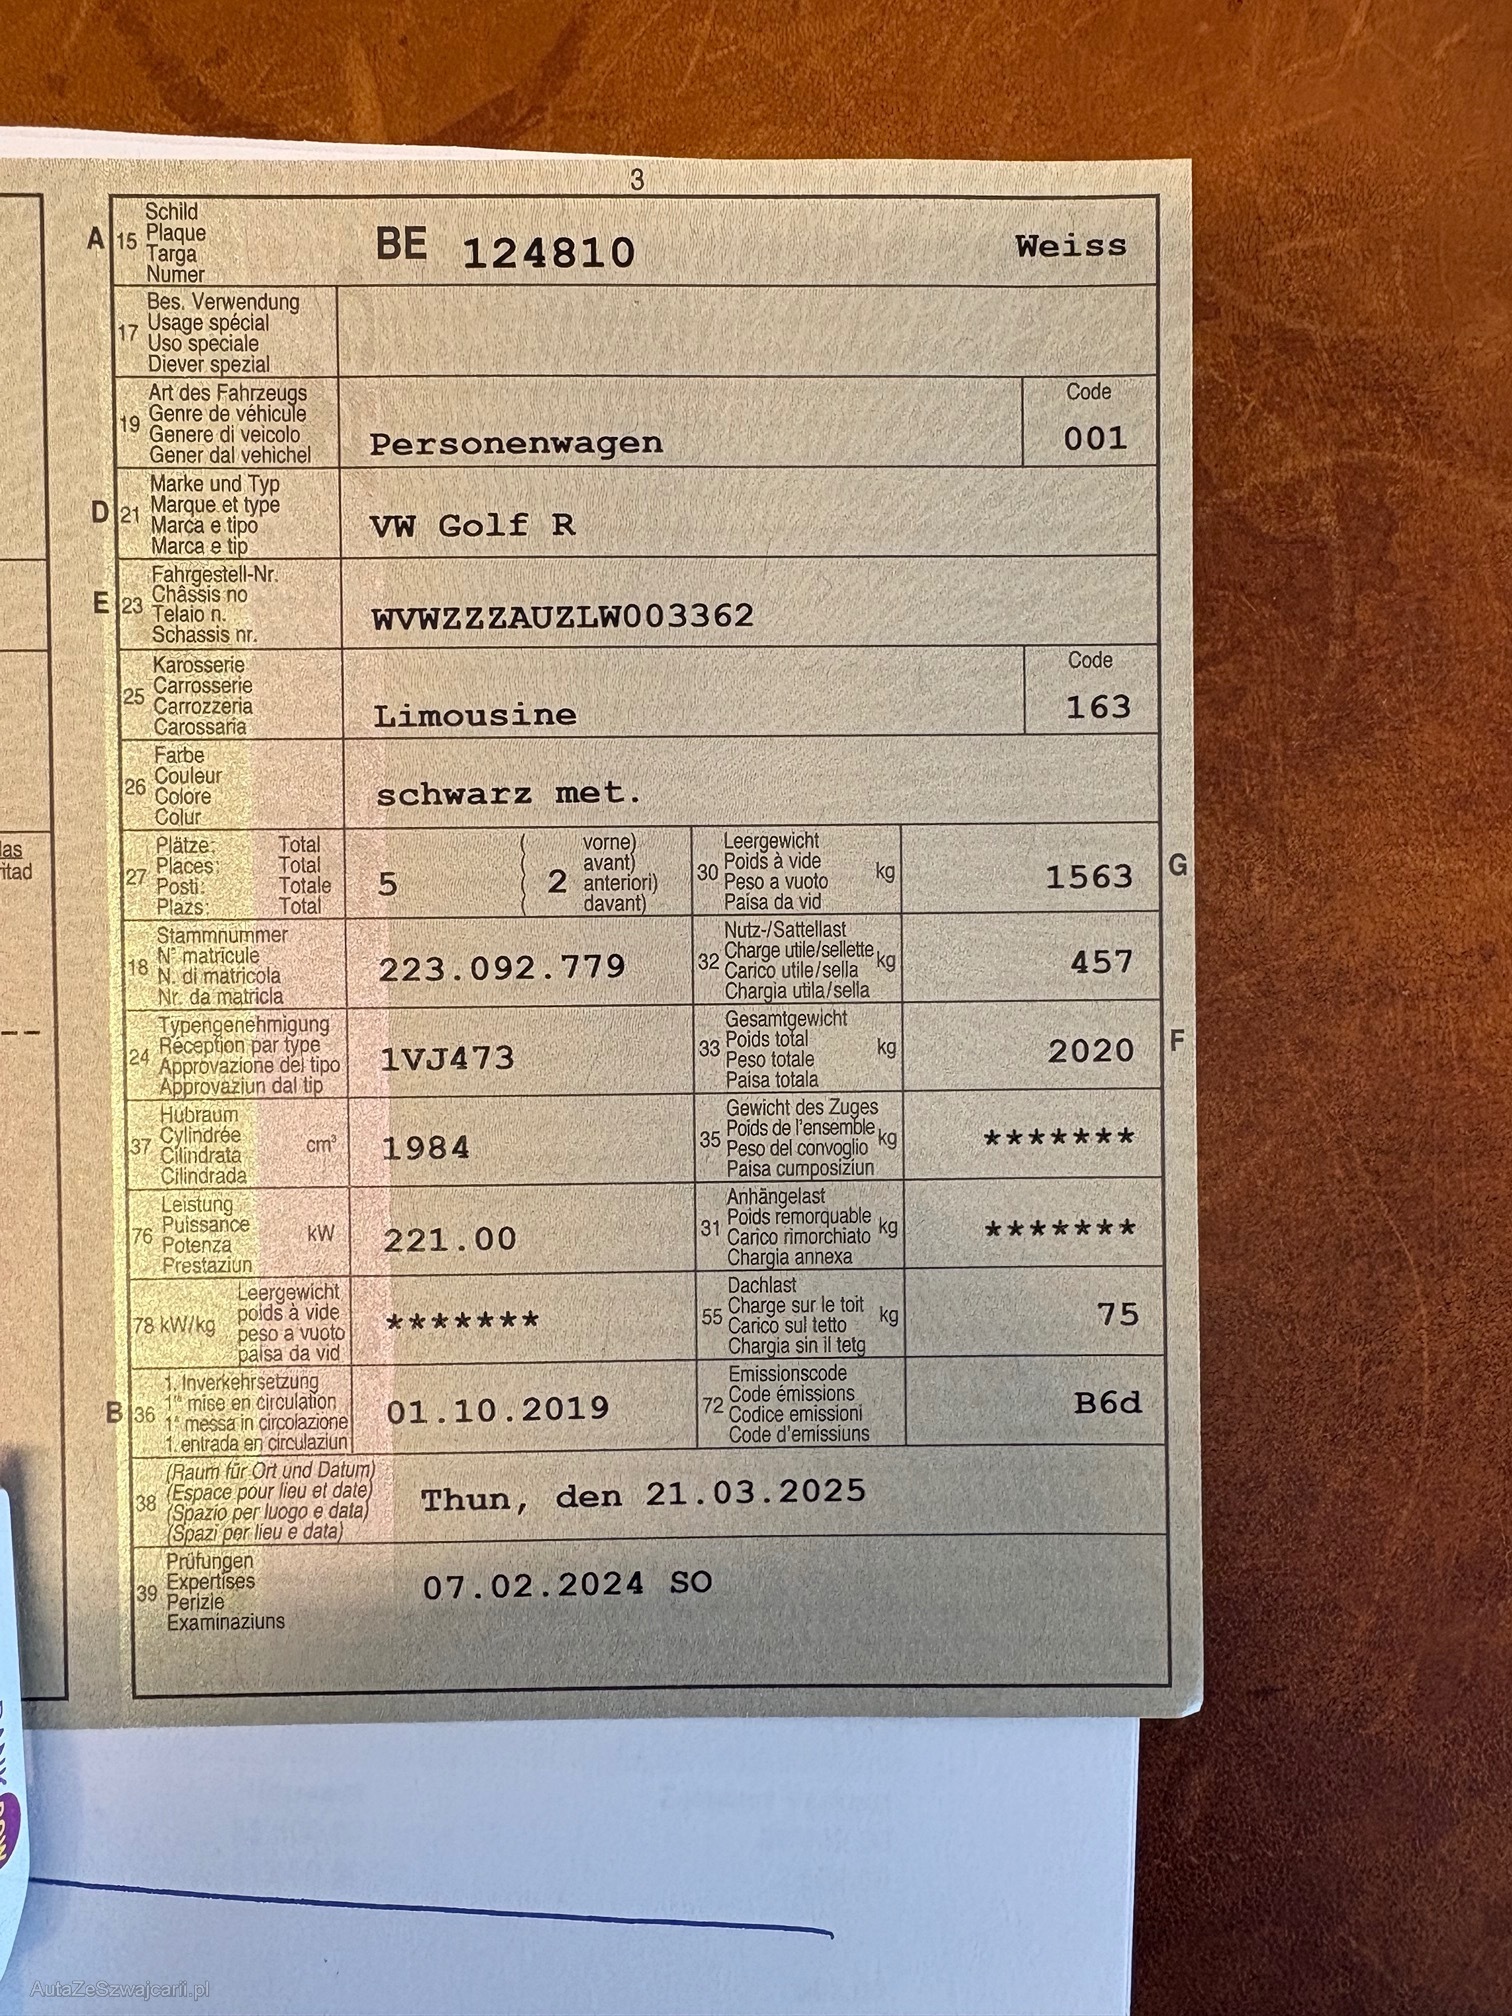 3
A 15 Schild
Plaque
Targa
Numer
BE 124810 Weiss
17 Bes. Verwendung
Usage spécial
Uso speciale
Diever spezial
19 Art des Fahrzeugs
Genre de véhicule
Genere di veicolo
Gener dal vehichel
Personenwagen
Code
001
D 21 Marke und Typ
Marque et type
Marca e tipo
Marca e tip
VW Golf R
E 23 Fahrgestell-Nr.
Châssis no
Telaio n.
Schassis nr.
WVWZZZAUZLW003362
25 Karosserie
Carrosserie
Carrozzeria
Carossaria
Limousine
Code
163
26 Farbe
Couleur
Colore
Colur
schwarz met.
27 Plätze: Total
Places: Total
Posti: Totale
Plazs: Total
5
( vorne)
( avant)
( 2 anteriori)
( davant)
30 Leergewicht
Poids à vide
Peso a vuoto
Paisa da vid
kg
1563
G
18 Stammnummer
N° matricule
N. di matricola
Nr. da matricla
223.092.779
32 Nutz-/Sattellast
Charge utile/sellette
Carico utile/sella
Chargia utila/sella
kg
457
24 Typengenehmigung
Réception par type
Approvazione del tipo
Approvaziun dal tip
1VJ473
33 Gesamtgewicht
Poids total
Peso totale
Paisa totala
kg
2020
F
37 Hubraum
Cylindrée
Cilindrata
Cilindrada
cm³
1984
35 Gewicht des Zuges
Poids de l'ensemble
Peso del convoglio
Paisa cumposiziun
kg
*******
76 Leistung
Puissance
Potenza
Prestaziun
kW
221.00
31 Anhängelast
Poids remorquable
Carico rimorchiato
Chargia annexa
kg
*******
78 kW/kg
Leergewicht
poids à vide
peso a vuoto
paisa da vid
*******
55 Dachlast
Charge sur le toit
Carico sul tetto
Chargia sin il tetg
kg
75
B 36 1. Inverkehrsetzung
1re mise en circulation
1a messa in circolazione
1. entrada en circulaziun
01.10.2019
72 Emissionscode
Code émissions
Codice emissioni
Code d'emissiuns
B6d
38 (Raum für Ort und Datum)
(Espace pour lieu et date)
(Spazio per luogo e data)
(Spazi per lieu e data)
Thun, den 21.03.2025
39 Prüfungen
Expertises
Perizie
Examinaziuns
07.02.2024 SO
AutaZeSzwajcarii.pl